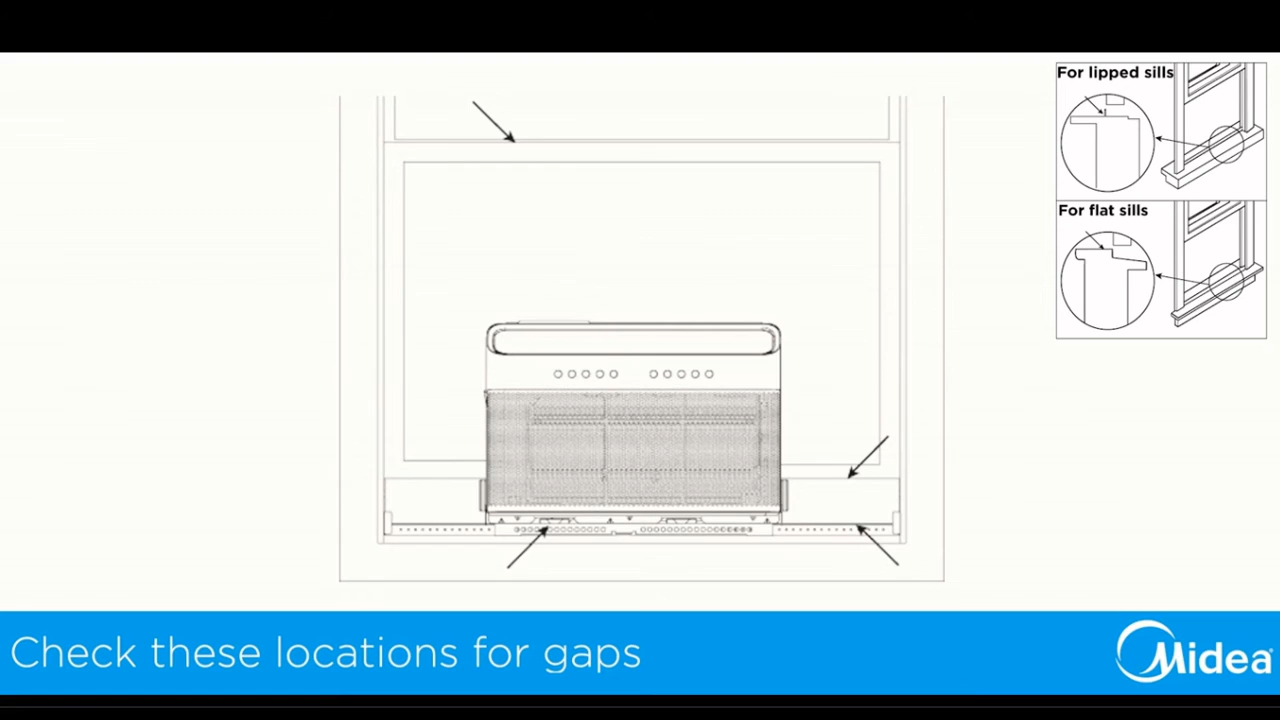 For lipped sills
For flat sills
Check these locations for gaps
Midea